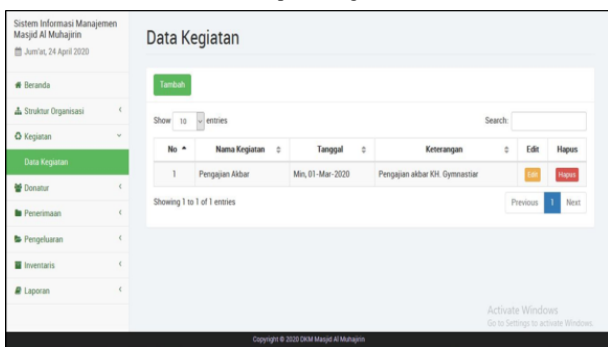 Sistem Informasi Manajemen
Masjid Al Muhajirin
Jum'at, 24 April 2020
Beranda
Struktur Organisasi
Kegiatan
Data Kegiatan
Donatur
Penerimaan
Pengeluaran
Inventaris
Laporan
Data Kegiatan
Tambah
Show 10 entries
Search:
No Nama Kegiatan Tanggal Keterangan Edit Hapus
1 Pengajian Akbar Min, 01-Mar-2020 Pengajian akbar KH. Gymnastiar Edit Hapus
Showing 1 to 1 of 1 entries
Previous 1 Next
Activate Windows
Go to Settings to activate Windows.
Copyright © 2020 DKM Masjid Al Muhajirin